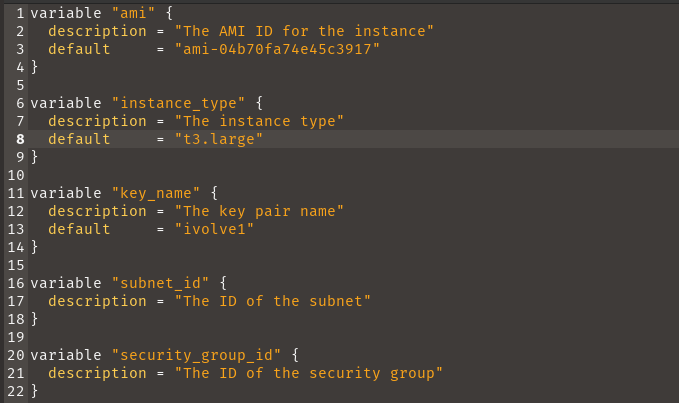 1 variable "ami" {
2   description = "The AMI ID for the instance"
3   default     = "ami-04b70fa74e45c3917"
4 }
5
6 variable "instance_type" {
7   description = "The instance type"
8   default     = "t3.large"
9 }
10
11 variable "key_name" {
12   description = "The key pair name"
13   default     = "ivolve1"
14 }
15
16 variable "subnet_id" {
17   description = "The ID of the subnet"
18 }
19
20 variable "security_group_id" {
21   description = "The ID of the security group"
22 }